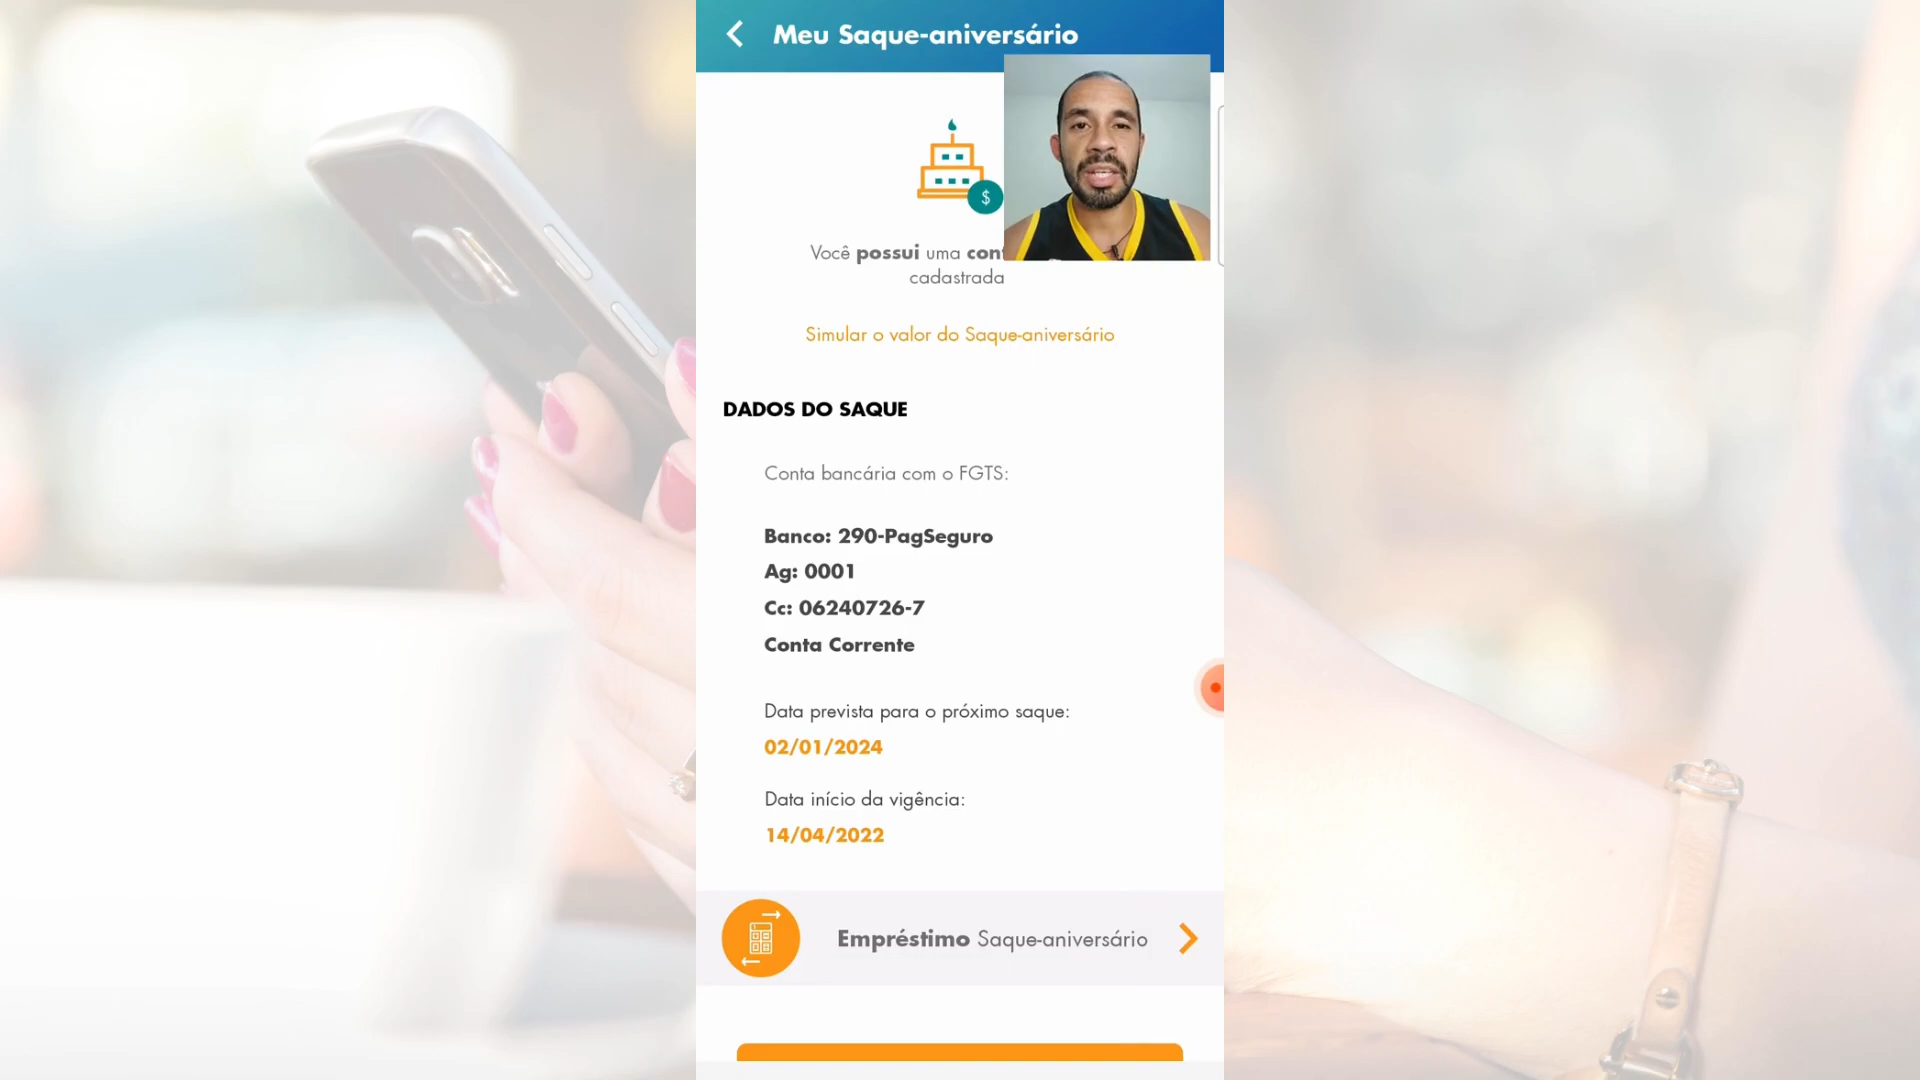 Meu Saque-aniversário
$
Você possui uma
cadastrada
Simular o valor do Saque-aniversário
DADOS DO SAQUE
Conta bancária com o FGTS:
Banco: 290-PagSeguro
Ag: 0001
Cc: 06240726-7
Conta Corrente
Data prevista para o próximo saque:
02/01/2024
Data início da vigência:
14/04/2022
Empréstimo Saque-aniversário